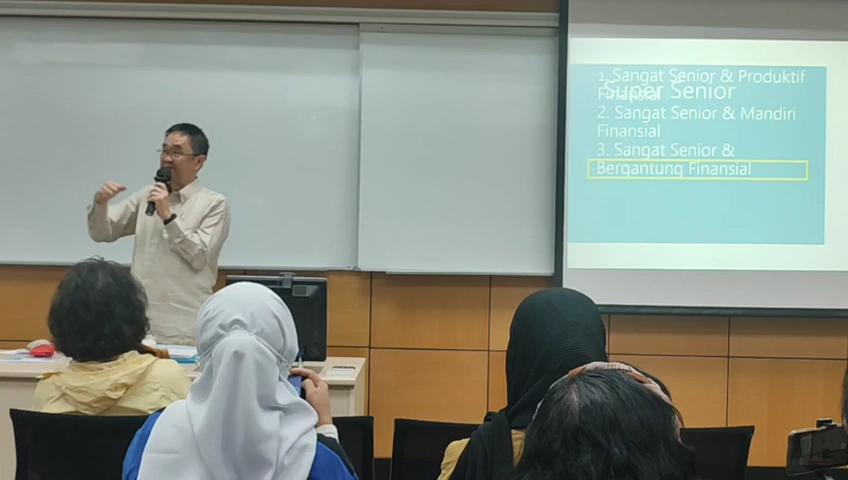 1. Sangat Senior & Produktif
Finansial
Super Senior
2. Sangat Senior & Mandiri
Finansial
3. Sangat Senior &
Bergantung Finansial